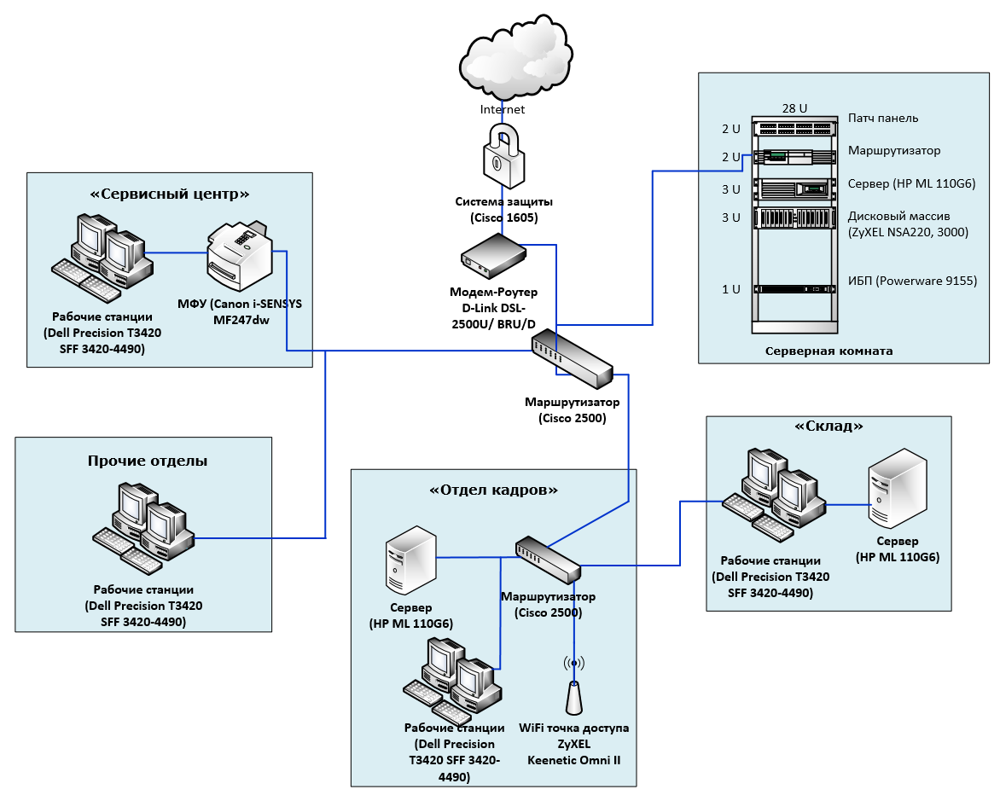 Internet
Система защиты
(Cisco 1605)
Модем-Роутер
D-Link DSL-
2500U/ BRU/D
Маршрутизатор
(Cisco 2500)
28 U
2 U
Патч панель
2 U
Маршрутизатор
3 U
Сервер (HP ML 110G6)
3 U
Дисковый массив
(ZyXEL NSA220, 3000)
1 U
ИБП (Powerware 9155)
Серверная комната
«Сервисный центр»
Рабочие станции
(Dell Precision T3420
SFF 3420-4490)
МФУ (Canon i-SENSYS
MF247dw
Прочие отделы
Рабочие станции
(Dell Precision T3420
SFF 3420-4490)
«Отдел кадров»
Сервер
(HP ML 110G6)
Маршрутизатор
(Cisco 2500)
Рабочие станции
(Dell Precision
T3420 SFF 3420-
4490)
WiFi точка доступа
ZyXEL
Keenetic Omni II
«Склад»
Рабочие станции
(Dell Precision T3420
SFF 3420-4490)
Сервер
(HP ML 110G6)